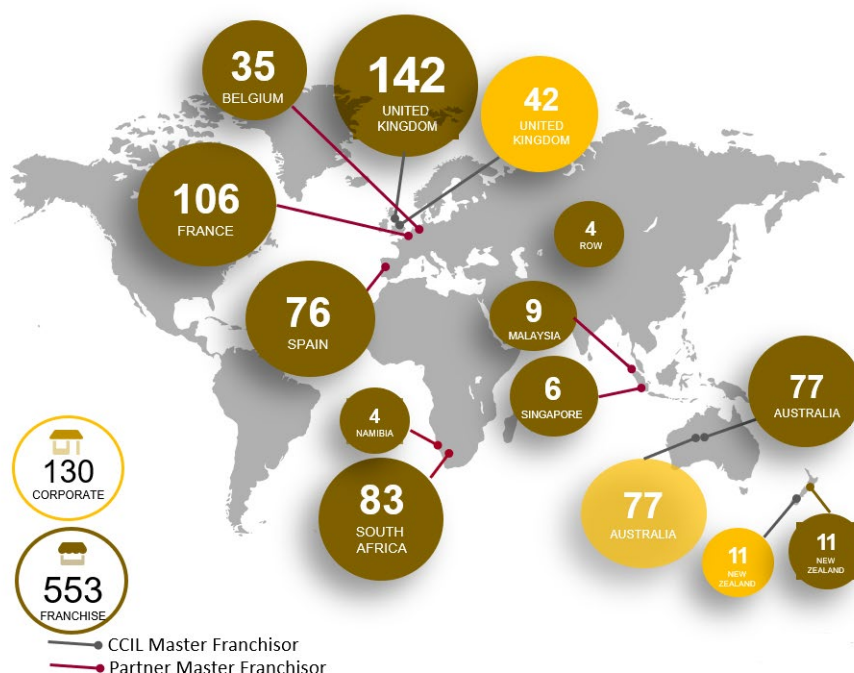 35
BELGIUM
142
UNITED
KINGDOM
42
UNITED
KINGDOM
106
FRANCE
4
ROW
76
SPAIN
9
MALAYSIA
6
SINGAPORE
77
AUSTRALIA
4
NAMIBIA
83
SOUTH
AFRICA
77
AUSTRALIA
11
NEW
ZEALAND
11
NEW
ZEALAND
130
CORPORATE
553
FRANCHISE
CCIL Master Franchisor
Partner Master Franchisor